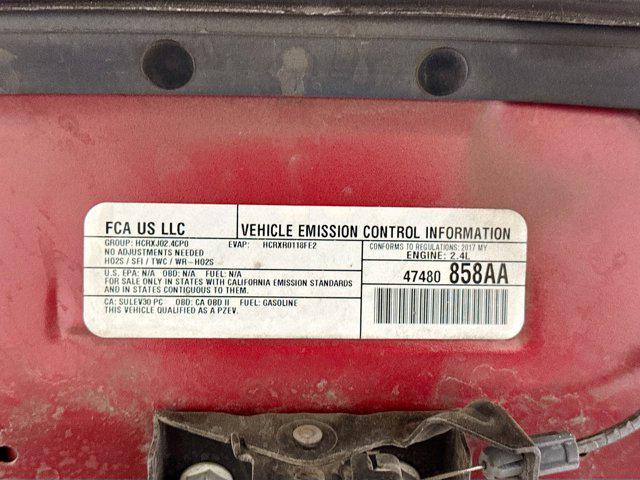 FCA US LLC
VEHICLE EMISSION CONTROL INFORMATION
GROUP: HCRXJ02.4CP0 EVAP: HCRXR0118FE2
NO ADJUSTMENTS NEEDED
HO2S / SFI / TWC / WR-HO2S
CONFORMS TO REGULATIONS: 2017 MY
ENGINE: 2.4L
U.S. EPA: N/A OBD: N/A FUEL: N/A
FOR SALE ONLY IN STATES WITH CALIFORNIA EMISSION STANDARDS
AND IN STATES CONTIGUOUS TO THEM.
47480 858AA
CA: SULEV30 PC OBD: CA OBD II FUEL: GASOLINE
THIS VEHICLE QUALIFIED AS A PZEV.